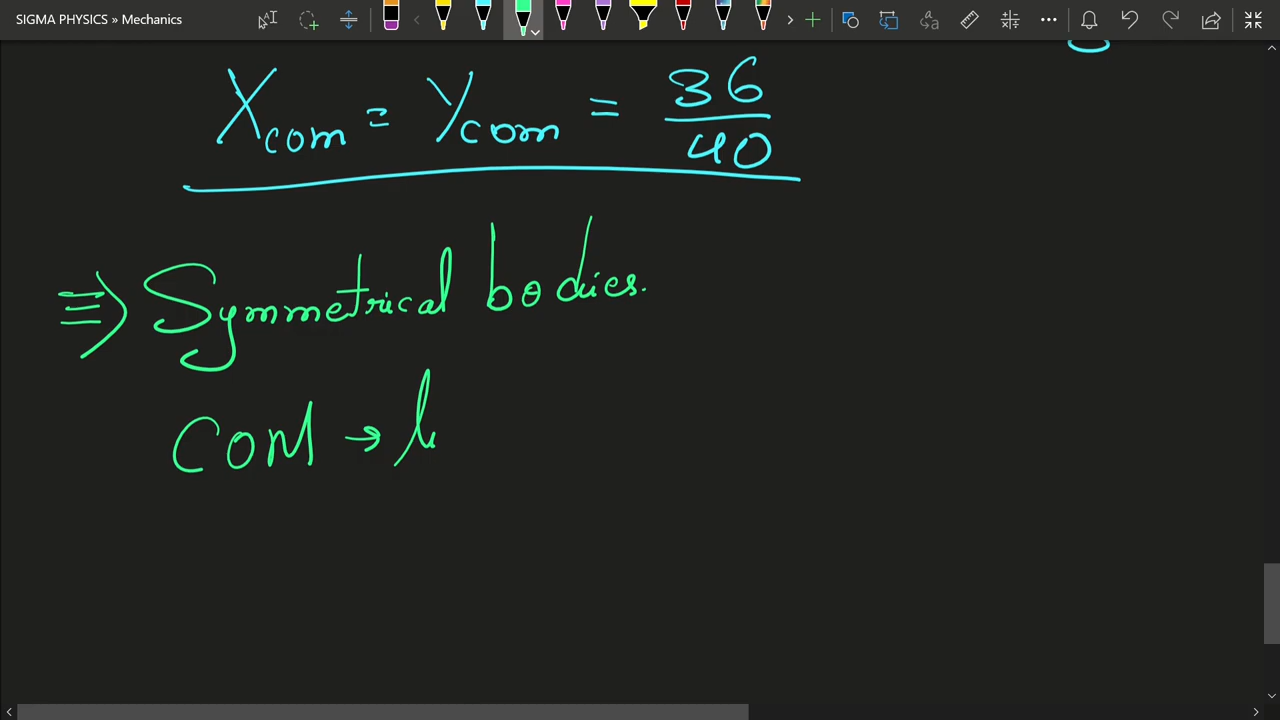 SIGMA PHYSICS » Mechanics
Xcom = Ycom = 36/40
⇒ Symmetrical bodies.
COM →